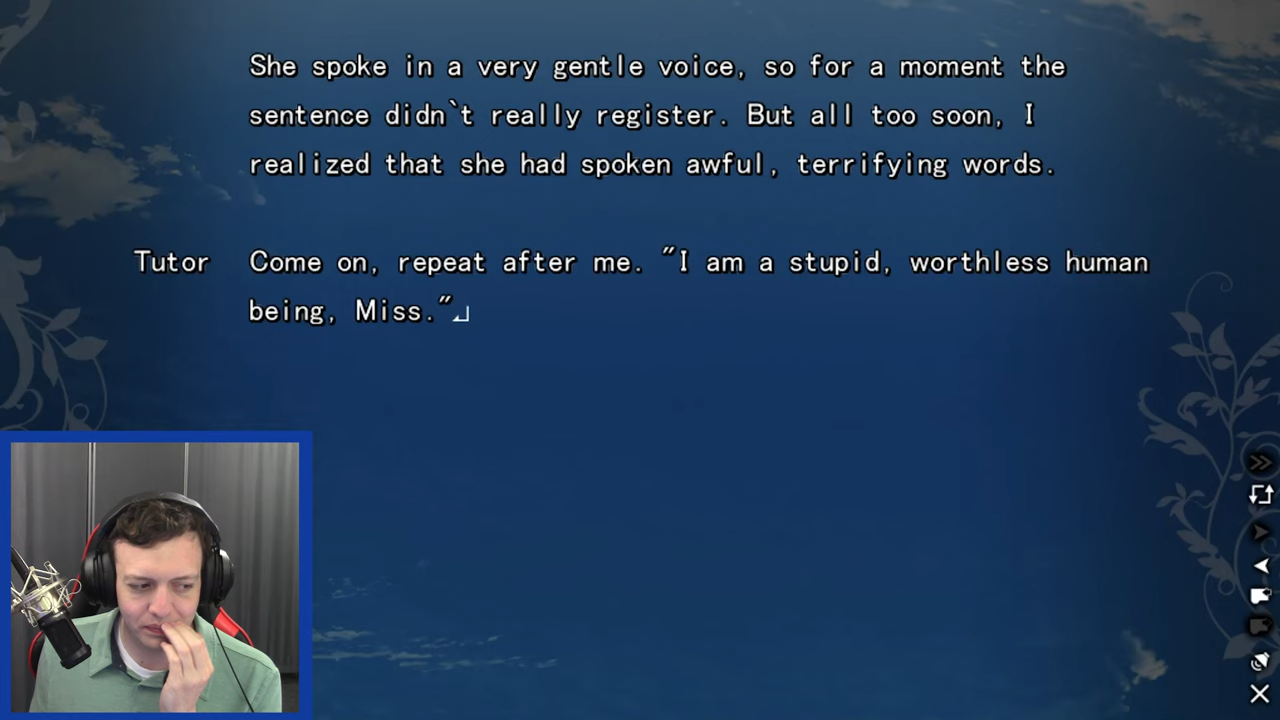 She spoke in a very gentle voice, so for a moment the
sentence didn`t really register. But all too soon, I
realized that she had spoken awful, terrifying words.
Tutor Come on, repeat after me. "I am a stupid, worthless human
being, Miss."